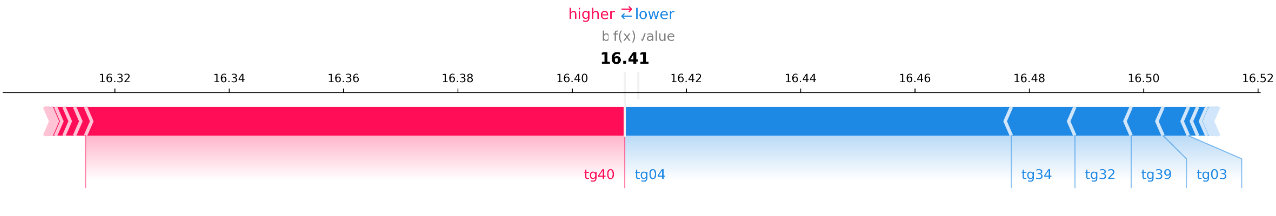 higher ⇄ lower
b f(x) value
16.41
16.32 16.34 16.36 16.38 16.40 16.42 16.44 16.46 16.48 16.50 16.52
tg40 tg04 tg34 tg32 tg39 tg03